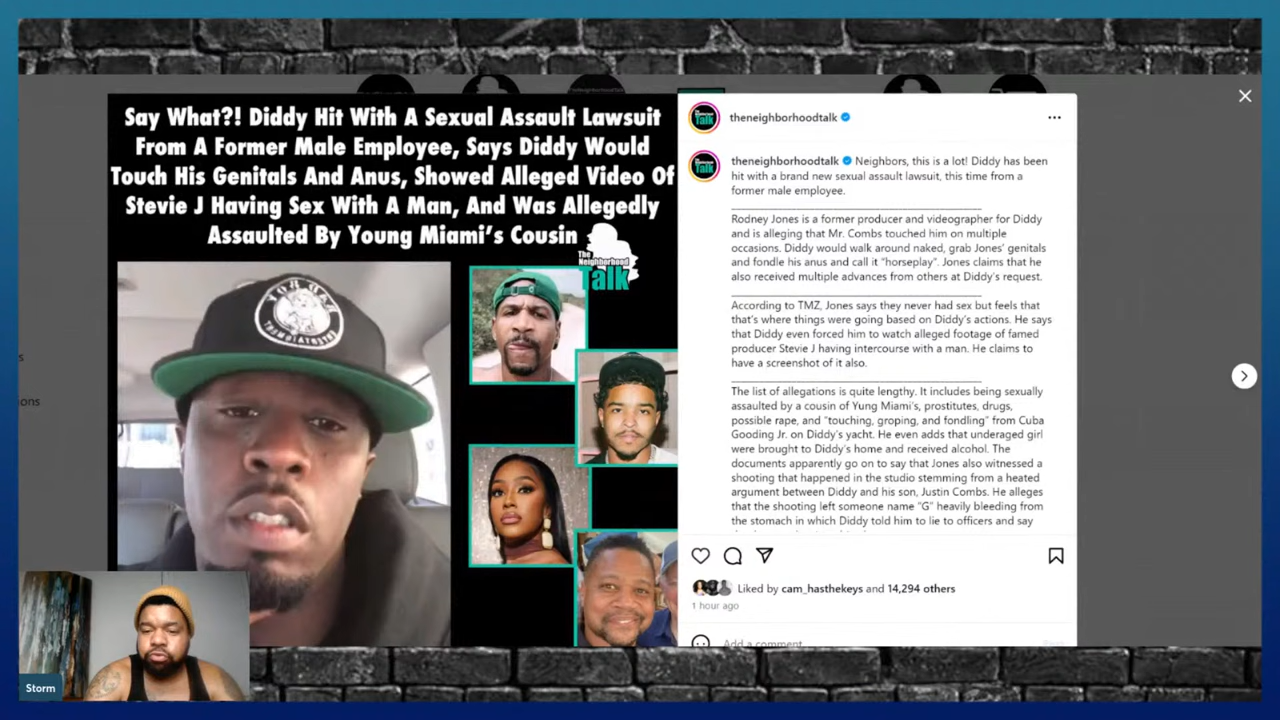 Say What?! Diddy Hit With A Sexual Assault Lawsuit
From A Former Male Employee, Says Diddy Would
Touch His Genitals And Anus, Showed Alleged Video Of
Stevie J Having Sex With A Man, And Was Allegedly
Assaulted By Young Miami's Cousin
The
Neighborhood
Talk
theneighborhoodtalk
theneighborhoodtalk Neighbors, this is a lot! Diddy has been
hit with a brand new sexual assault lawsuit, this time from a
former male employee.
Rodney Jones is a former producer and videographer for Diddy
and is alleging that Mr. Combs touched him on multiple
occasions. Diddy would walk around naked, grab Jones' genitals
and fondle his anus and call it "horseplay". Jones claims that he
also received multiple advances from others at Diddy's request.
According to TMZ, Jones says they never had sex but feels that
that's where things were going based on Diddy's actions. He says
that Diddy even forced him to watch alleged footage of famed
producer Stevie J having intercourse with a man. He claims to
have a screenshot of it also.
The list of allegations is quite lengthy. It includes being sexually
assaulted by a cousin of Yung Miami's, prostitutes, drugs,
possible rape, and "touching, groping, and fondling" from Cuba
Gooding Jr. on Diddy's yacht. He even adds that underaged girl
were brought to Diddy's home and received alcohol. The
documents apparently go on to say that Jones also witnessed a
shooting that happened in the studio stemming from a heated
argument between Diddy and his son, Justin Combs. He alleges
that the shooting left someone name "G" heavily bleeding from
the stomach in which Diddy told him to lie to officers and say
Liked by cam_hasthekeys and 14,294 others
1 hour ago
Add a comment
Storm